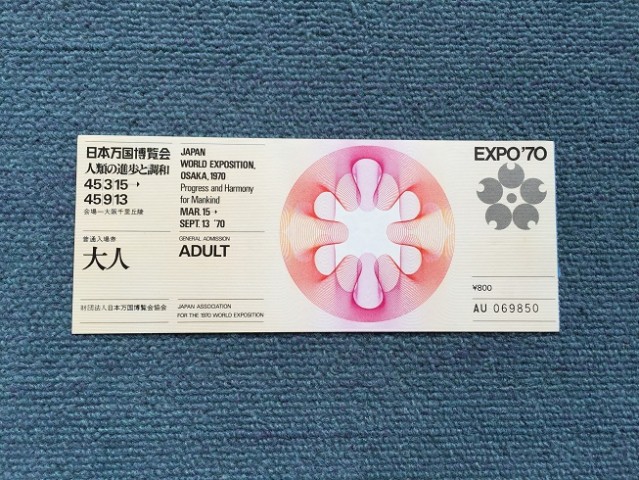 日本万国博覧会
人類の進歩と調和
45 3 15→
45 9 13
会場—大阪千里丘陵
普通入場券
大人
財団法人日本万国博覧会協会
JAPAN
WORLD EXPOSITION,
OSAKA, 1970
Progress and Harmony
for Mankind
MAR. 15→
SEPT. 13 '70
GENERAL ADMISSION
ADULT
JAPAN ASSOCIATION
FOR THE 1970 WORLD EXPOSITION
EXPO'70
¥800
AU 069850